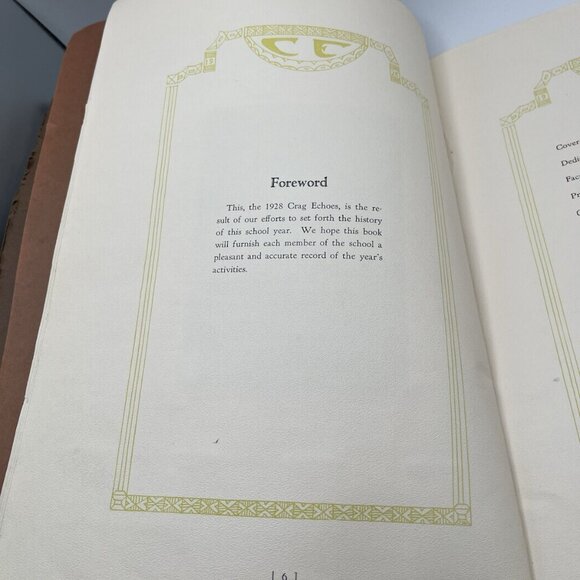 CE
Foreword
This, the 1928 Crag Echoes, is the re-
sult of our efforts to set forth the history
of this school year. We hope this book
will furnish each member of the school a
pleasant and accurate record of the year's
activities.
[ 6 ]
Cover
Dedi
Fac